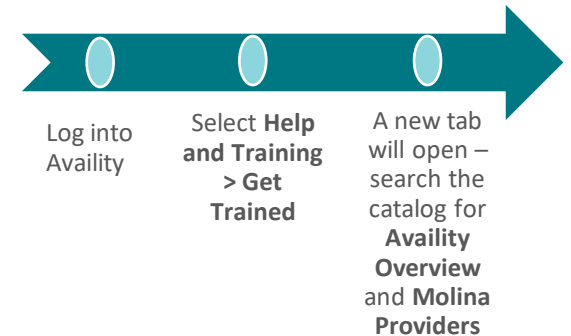 Log into
Availity
Select Help
and Training
> Get
Trained
A new tab
will open –
search the
catalog for
Availity
Overview
and Molina
Providers